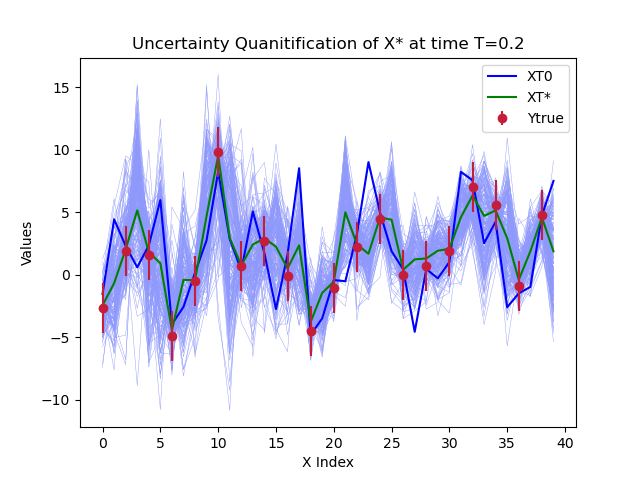 Uncertainty Quanitification of X* at time T=0.2
XT0
XT*
Ytrue
Values
15
10
5
0
−5
−10
0 5 10 15 20 25 30 35 40
X Index